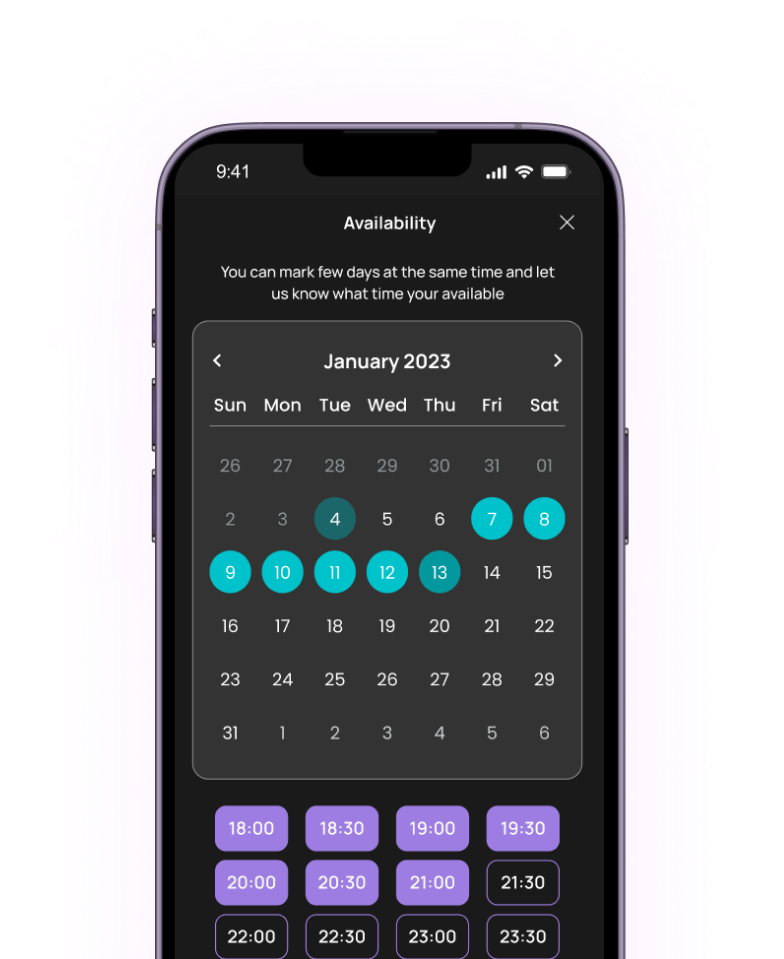 9:41
Availability
You can mark few days at the same time and let
us know what time your available
January 2023
Sun Mon Tue Wed Thu Fri Sat
26 27 28 29 30 31 01
2 3 4 5 6 7 8
9 10 11 12 13 14 15
16 17 18 19 20 21 22
23 24 25 26 27 28 29
31 1 2 3 4 5 6
18:00 18:30 19:00 19:30
20:00 20:30 21:00 21:30
22:00 22:30 23:00 23:30